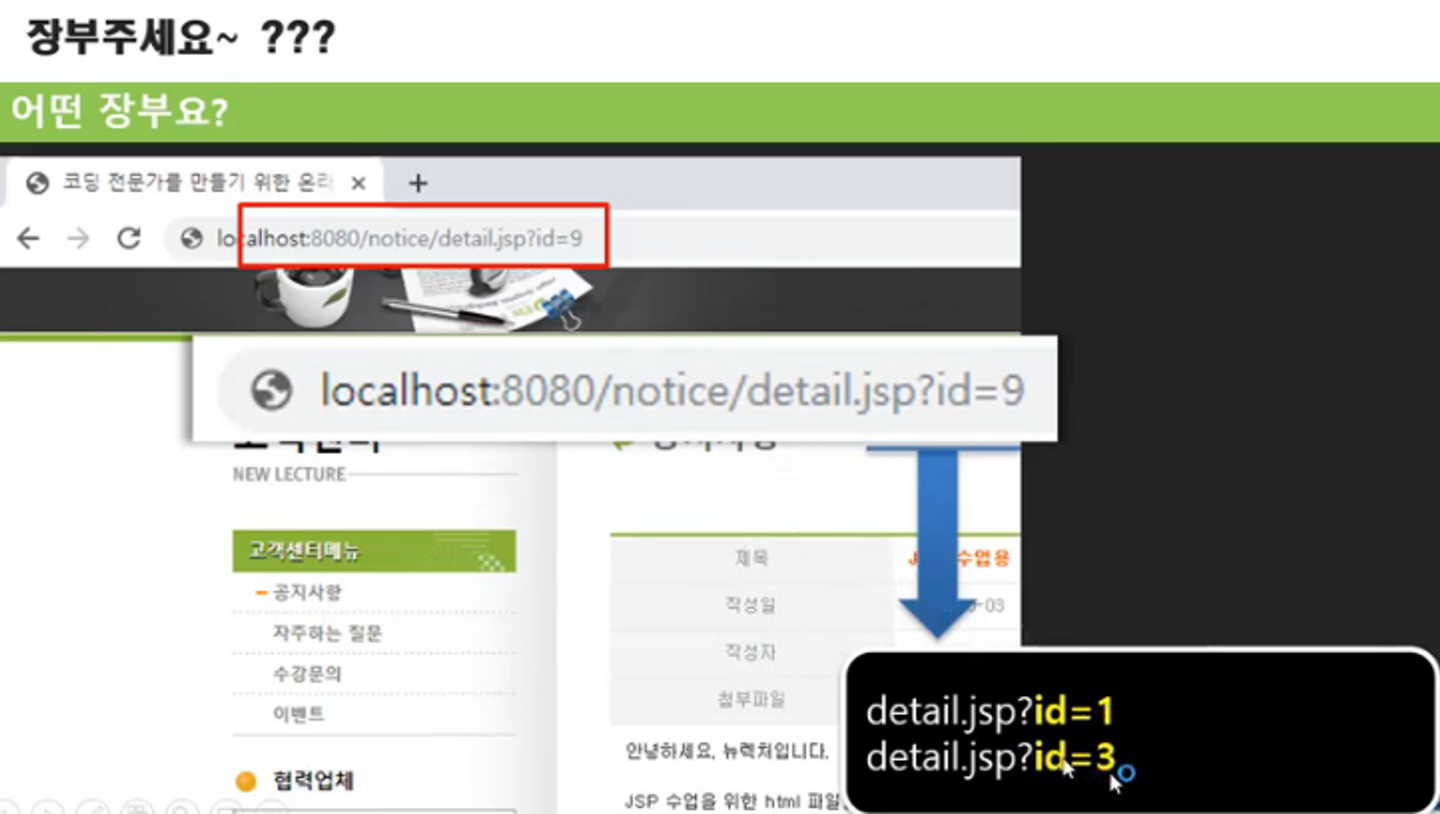 장부주세요~ ???
어떤 장부요?
코딩 전문가를 만들기 위한 온라
localhost:8080/notice/detail.jsp?id=9
localhost:8080/notice/detail.jsp?id=9
NEW LECTURE
고객센터메뉴
공지사항
자주하는 질문
수강문의
이벤트
협력업체
제목
수업용
작성일
-03
작성자
첨부파일
안녕하세요, 뉴렉처입니다.
JSP 수업을 위한 html 파일
detail.jsp?id=1
detail.jsp?id=3